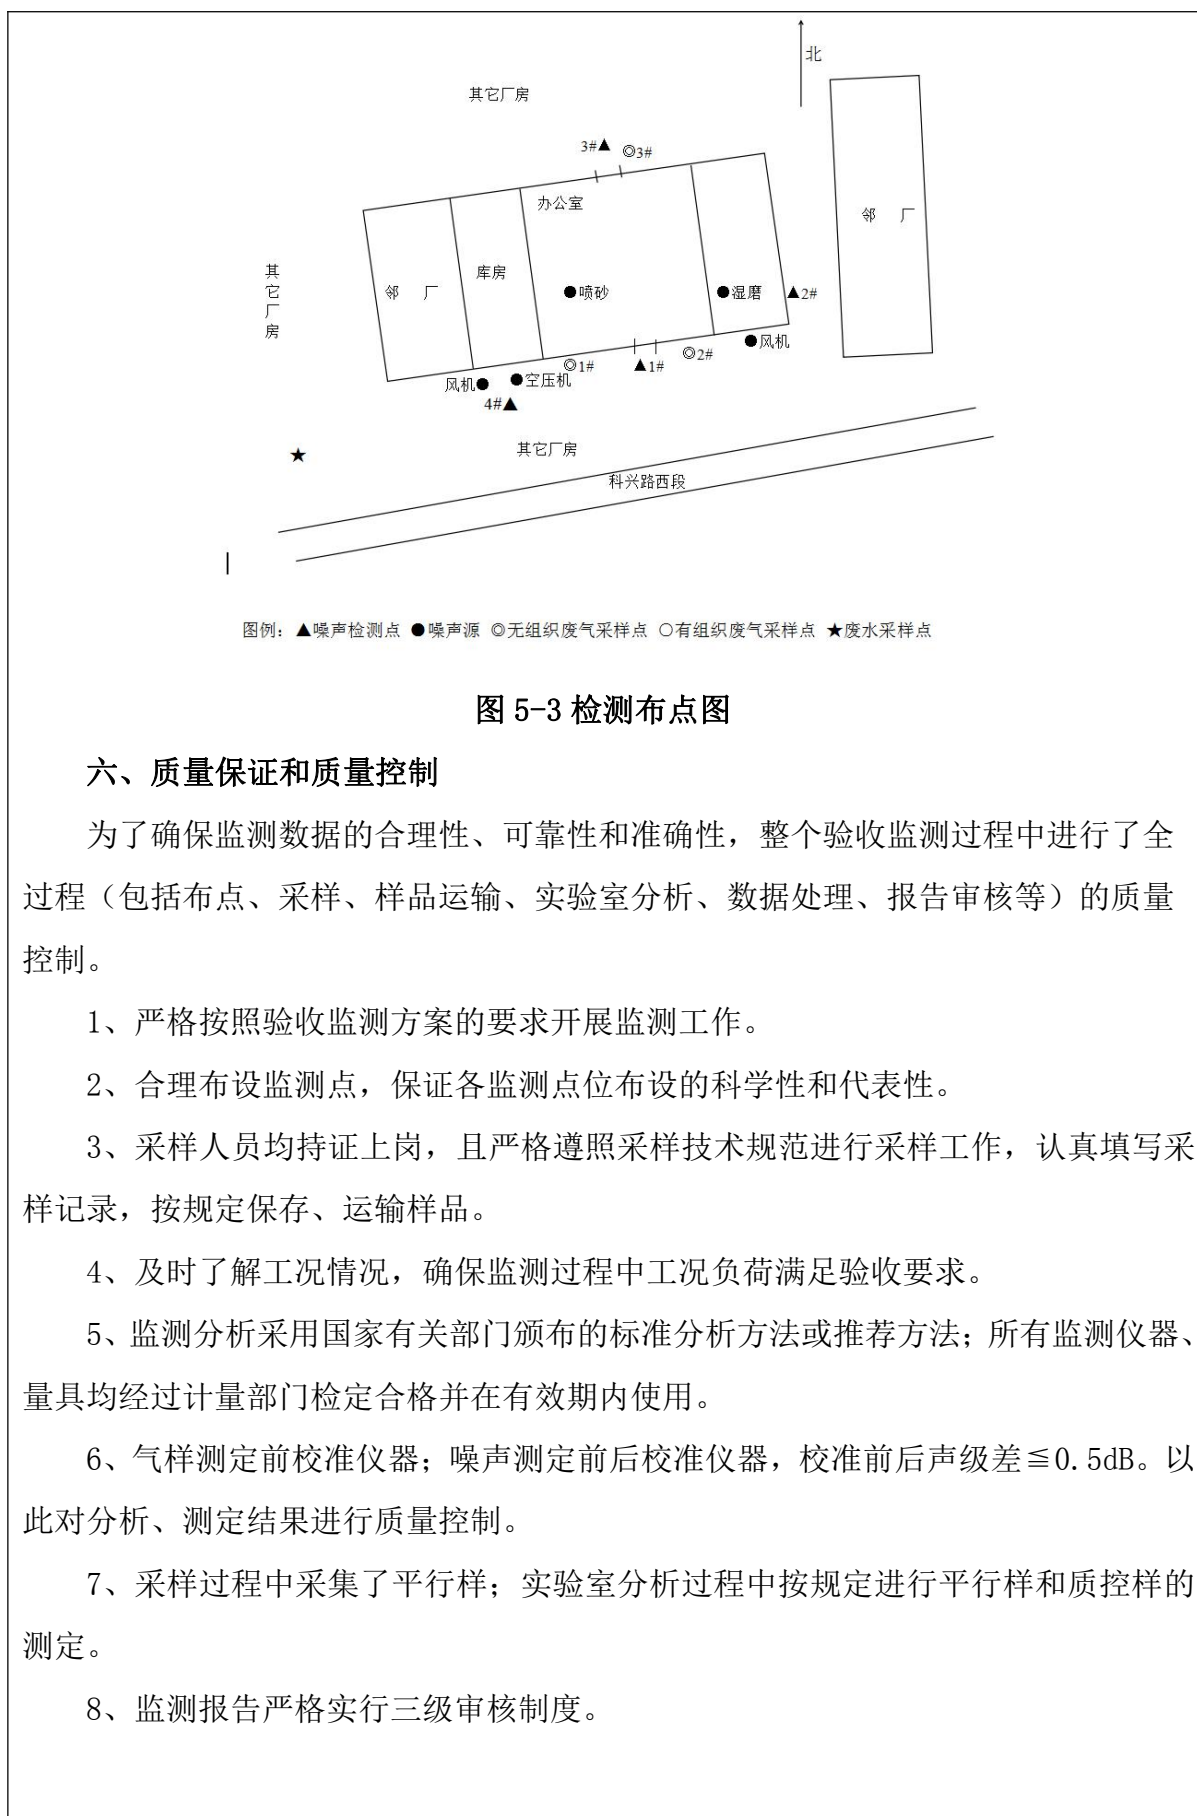 北
其它厂房
3#▲ ◎3#
办公室
邻 厂
其它厂房
库房
邻 厂
●喷砂
●湿磨
▲2#
●风机
◎1#
▲1#
◎2#
风机●
●空压机
4#▲
★
其它厂房
科兴路西段
图例：▲噪声检测点 ●噪声源 ◎无组织废气采样点 ○有组织废气采样点 ★废水采样点
图 5-3 检测布点图
六、质量保证和质量控制
为了确保监测数据的合理性、可靠性和准确性，整个验收监测过程中进行了全
过程（包括布点、采样、样品运输、实验室分析、数据处理、报告审核等）的质量
控制。
1、严格按照验收监测方案的要求开展监测工作。
2、合理布设监测点，保证各监测点位布设的科学性和代表性。
3、采样人员均持证上岗，且严格遵照采样技术规范进行采样工作，认真填写采
样记录，按规定保存、运输样品。
4、及时了解工况情况，确保监测过程中工况负荷满足验收要求。
5、监测分析采用国家有关部门颁布的标准分析方法或推荐方法；所有监测仪器、
量具均经过计量部门检定合格并在有效期内使用。
6、气样测定前校准仪器；噪声测定前后校准仪器，校准前后声级差≦0.5dB。以
此对分析、测定结果进行质量控制。
7、采样过程中采集了平行样；实验室分析过程中按规定进行平行样和质控样的
测定。
8、监测报告严格实行三级审核制度。